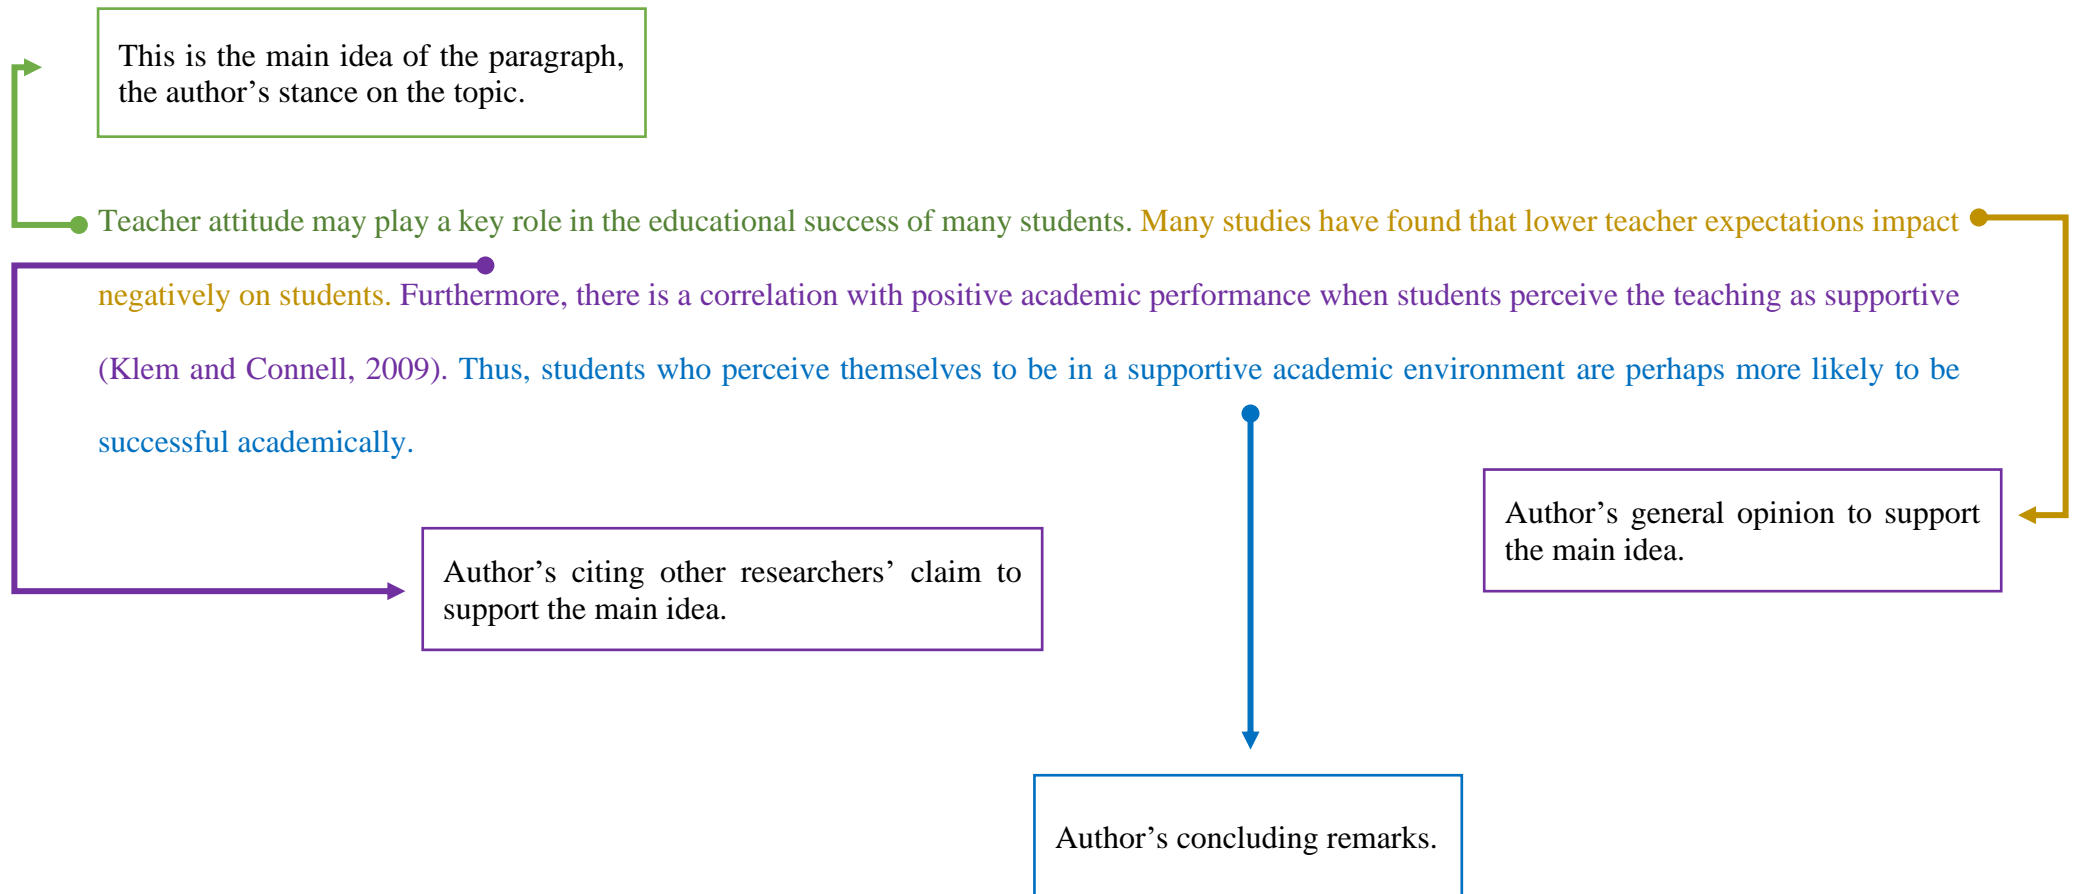 This is the main idea of the paragraph,
the author’s stance on the topic.
Teacher attitude may play a key role in the educational success of many students. Many studies have found that lower teacher expectations impact
negatively on students. Furthermore, there is a correlation with positive academic performance when students perceive the teaching as supportive
(Klem and Connell, 2009). Thus, students who perceive themselves to be in a supportive academic environment are perhaps more likely to be
successful academically.
Author’s general opinion to support
the main idea.
Author’s citing other researchers’ claim to
support the main idea.
Author’s concluding remarks.